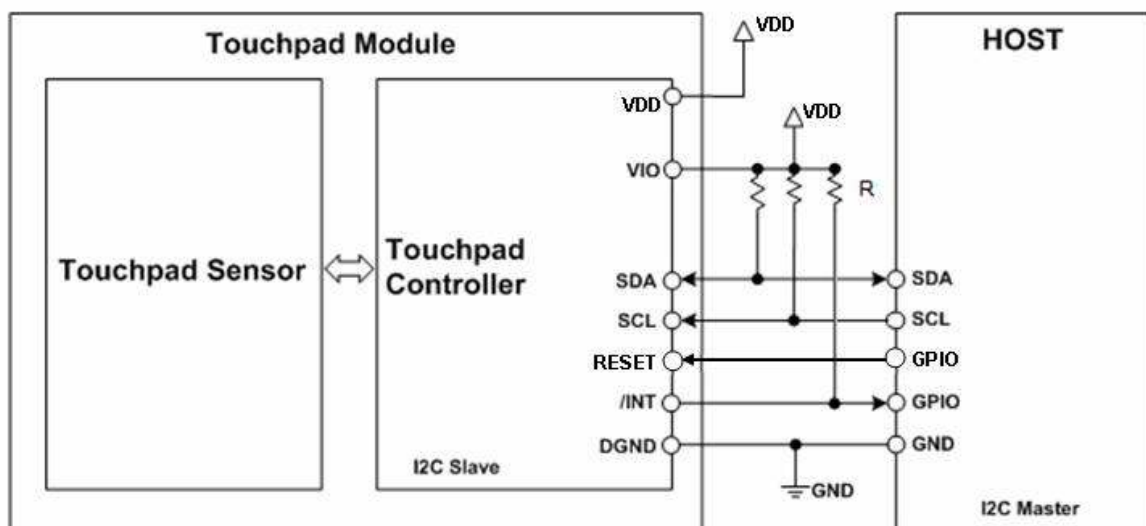 Touchpad Module
VDD
HOST
VDD
VDD
VIO
R
Touchpad Sensor
Touchpad
Controller
SDA
SDA
SCL
SCL
RESET
GPIO
/INT
GPIO
DGND
GND
I2C Slave
GND
I2C Master